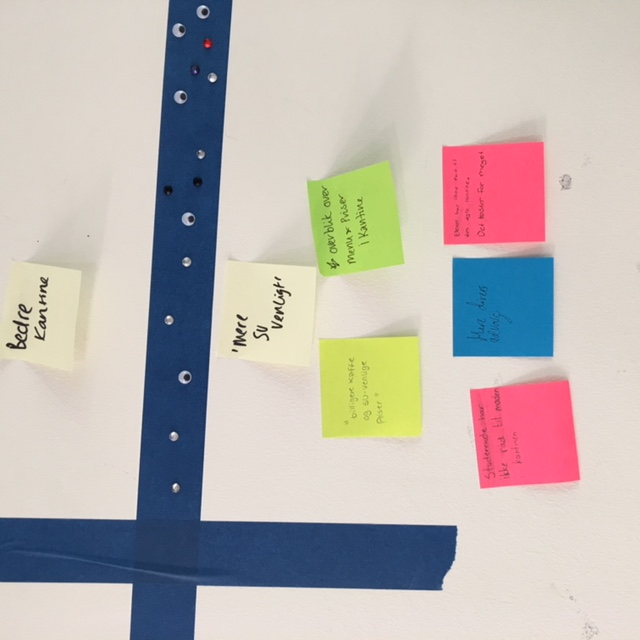 Bedre
Kantine
'Mere
SU
Venligt'
overblik over
Menu & Priser
i Kantine
"billigere kaffe
og SU-venlige
Priser"
Mere divers
udvalg
Studerende har
ikke råd til maden
kantinen
Det koster for meget